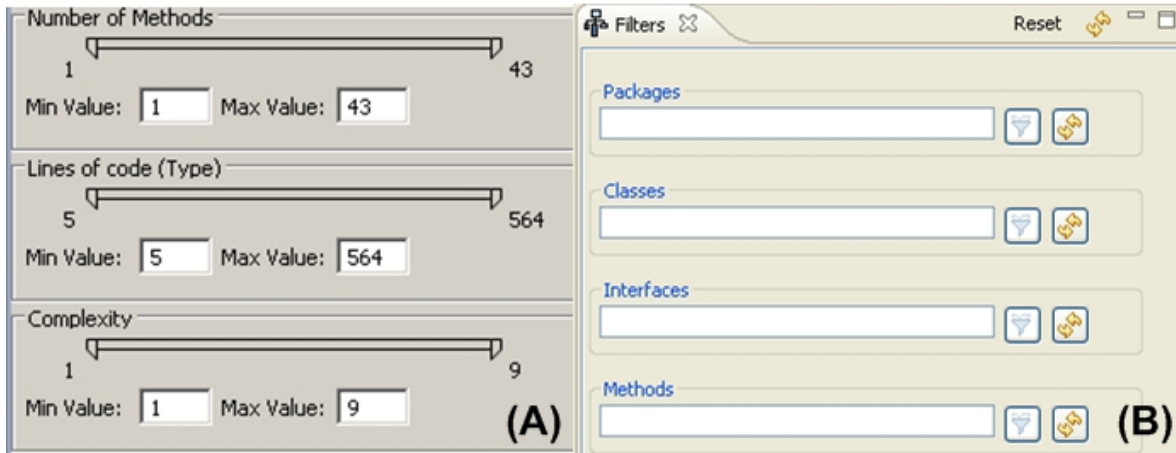 Number of Methods
1
43
Min Value: 1 Max Value: 43
Lines of code (Type)
5
564
Min Value: 5 Max Value: 564
Complexity
1
9
Min Value: 1 Max Value: 9
(A)
Filters
Reset
Packages
Classes
Interfaces
Methods
(B)